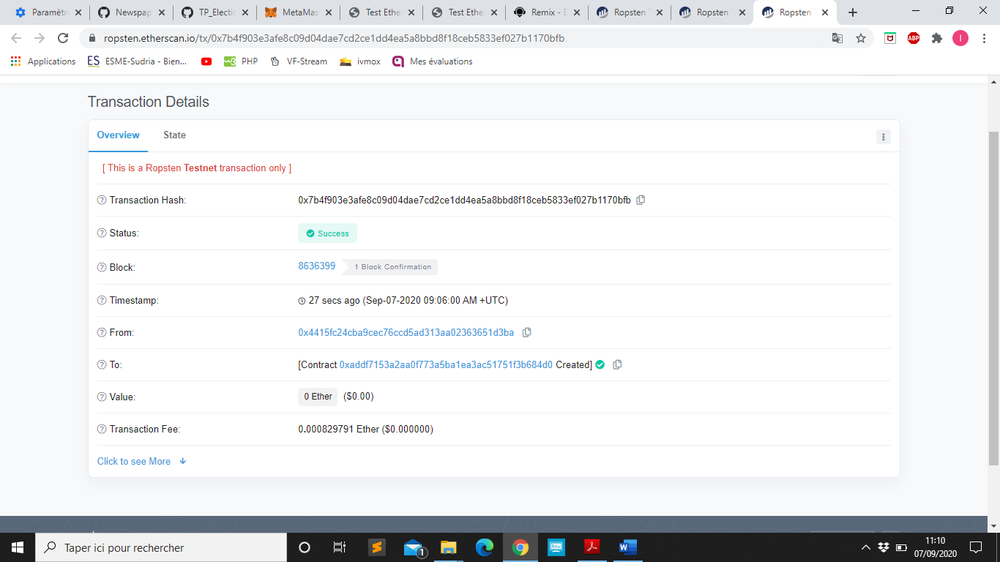 Paramètr
Newspap
TP_Electi
MetaMas
Test Ethe
Test Ethe
Remix - E
Ropsten
Ropsten
Ropsten
ropsten.etherscan.io/tx/0x7b4f903e3afe8c09d04dae7cd2ce1dd4ea5a8bbd8f18ceb5833ef027b1170bfb
ABP
I
Applications
ES ESME-Sudria - Bien...
PHP
VF-Stream
ivmox
Mes évaluations
Transaction Details
Overview State
[ This is a Ropsten Testnet transaction only ]
Transaction Hash: 0x7b4f903e3afe8c09d04dae7cd2ce1dd4ea5a8bbd8f18ceb5833ef027b1170bfb
Status: Success
Block: 8636399 1 Block Confirmation
Timestamp: 27 secs ago (Sep-07-2020 09:06:00 AM +UTC)
From: 0x4415fc24cba9cec76ccd5ad313aa02363651d3ba
To: [Contract 0xaddf7153a2aa0f773a5ba1ea3ac51751f3b684d0 Created]
Value: 0 Ether ($0.00)
Transaction Fee: 0.000829791 Ether ($0.000000)
Click to see More
Taper ici pour rechercher
1
11:10
07/09/2020